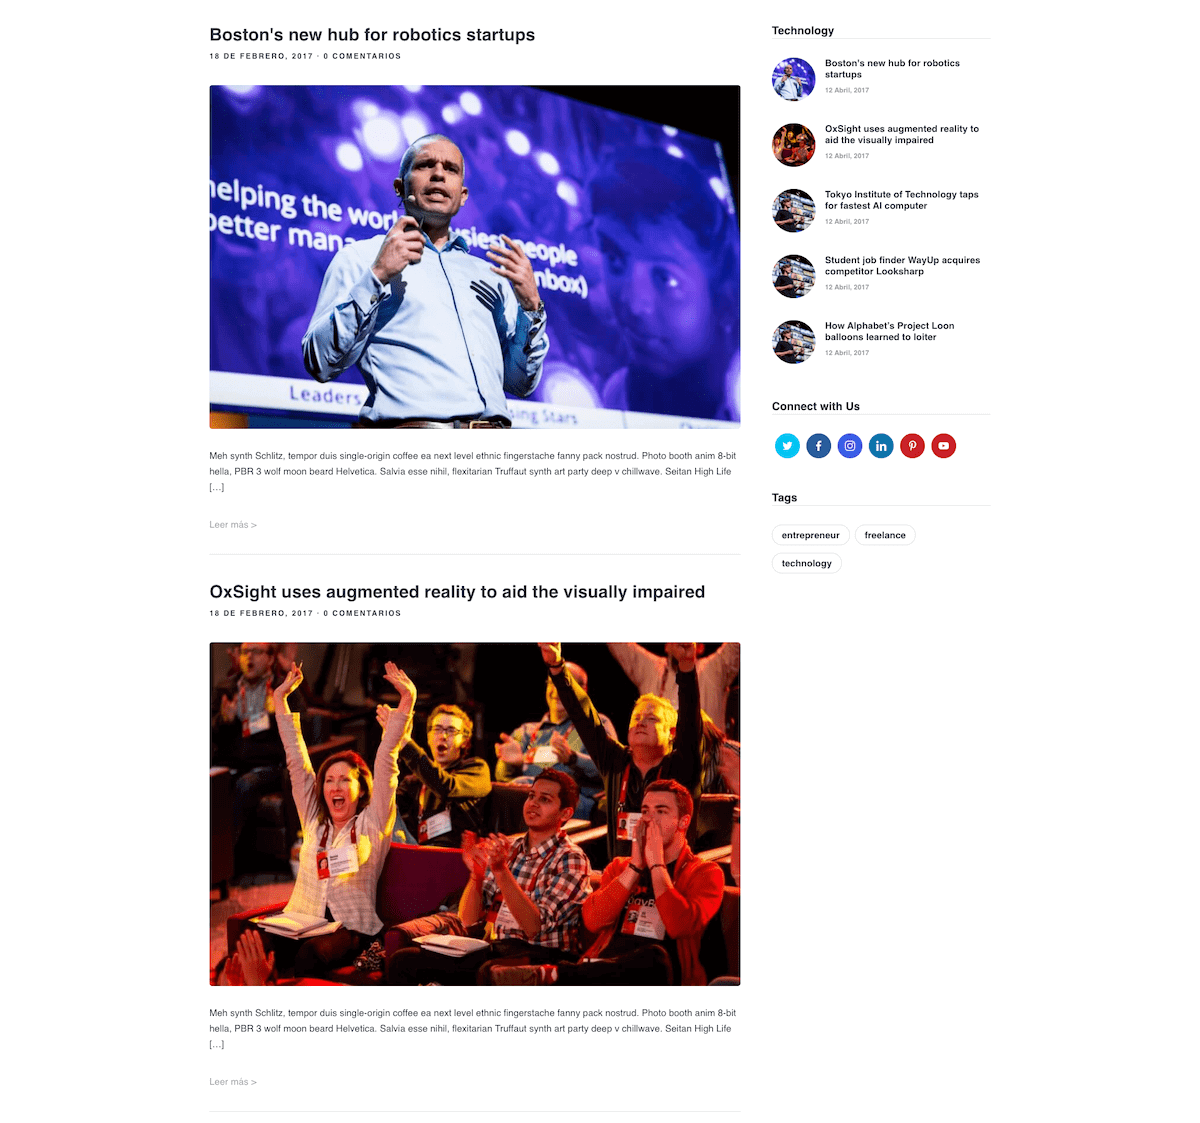 Boston's new hub for robotics startups
18 DE FEBRERO, 2017 · 0 COMENTARIOS
helping the world's busiest people
better manage
inbox)
Leaders
Rising Stars
Meh synth Schlitz, tempor duis single-origin coffee ea next level ethnic fingerstache fanny pack nostrud. Photo booth anim 8-bit
hella, PBR 3 wolf moon beard Helvetica. Salvia esse nihil, flexitarian Truffaut synth art party deep v chillwave. Seitan High Life
[…]
Leer más >
OxSight uses augmented reality to aid the visually impaired
18 DE FEBRERO, 2017 · 0 COMENTARIOS
Meh synth Schlitz, tempor duis single-origin coffee ea next level ethnic fingerstache fanny pack nostrud. Photo booth anim 8-bit
hella, PBR 3 wolf moon beard Helvetica. Salvia esse nihil, flexitarian Truffaut synth art party deep v chillwave. Seitan High Life
[…]
Leer más >
Technology
Boston's new hub for robotics
startups
12 Abril, 2017
OxSight uses augmented reality to
aid the visually impaired
12 Abril, 2017
Tokyo Institute of Technology taps
for fastest AI computer
12 Abril, 2017
Student job finder WayUp acquires
competitor Looksharp
12 Abril, 2017
How Alphabet's Project Loon
balloons learned to loiter
12 Abril, 2017
Connect with Us
Tags
entrepreneur
freelance
technology